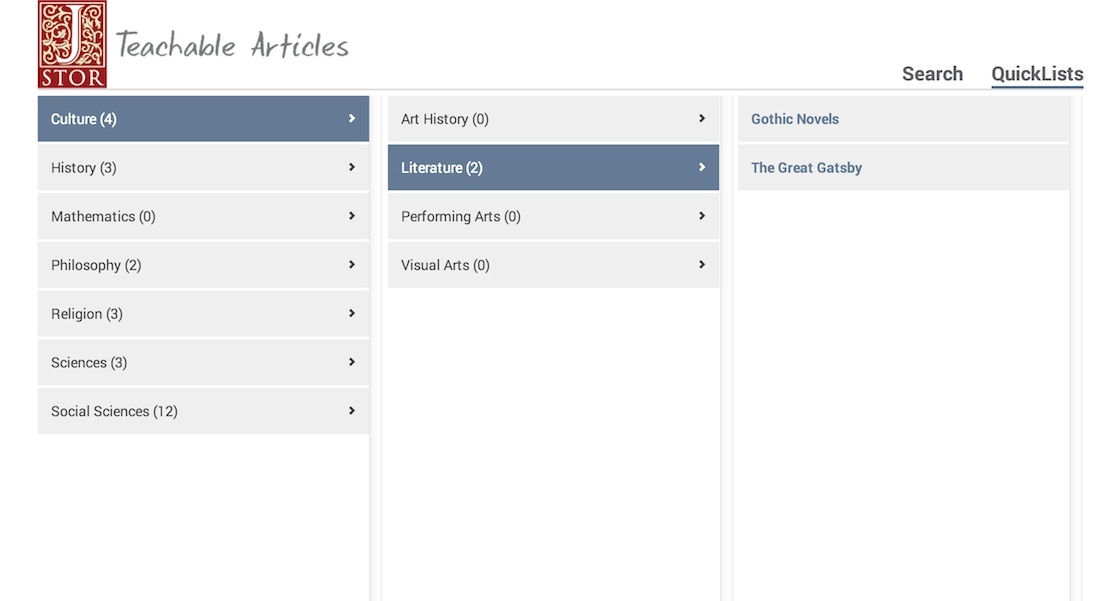 J
STOR
Teachable Articles
Search
QuickLists
Culture (4)
History (3)
Mathematics (0)
Philosophy (2)
Religion (3)
Sciences (3)
Social Sciences (12)
Art History (0)
Literature (2)
Performing Arts (0)
Visual Arts (0)
Gothic Novels
The Great Gatsby